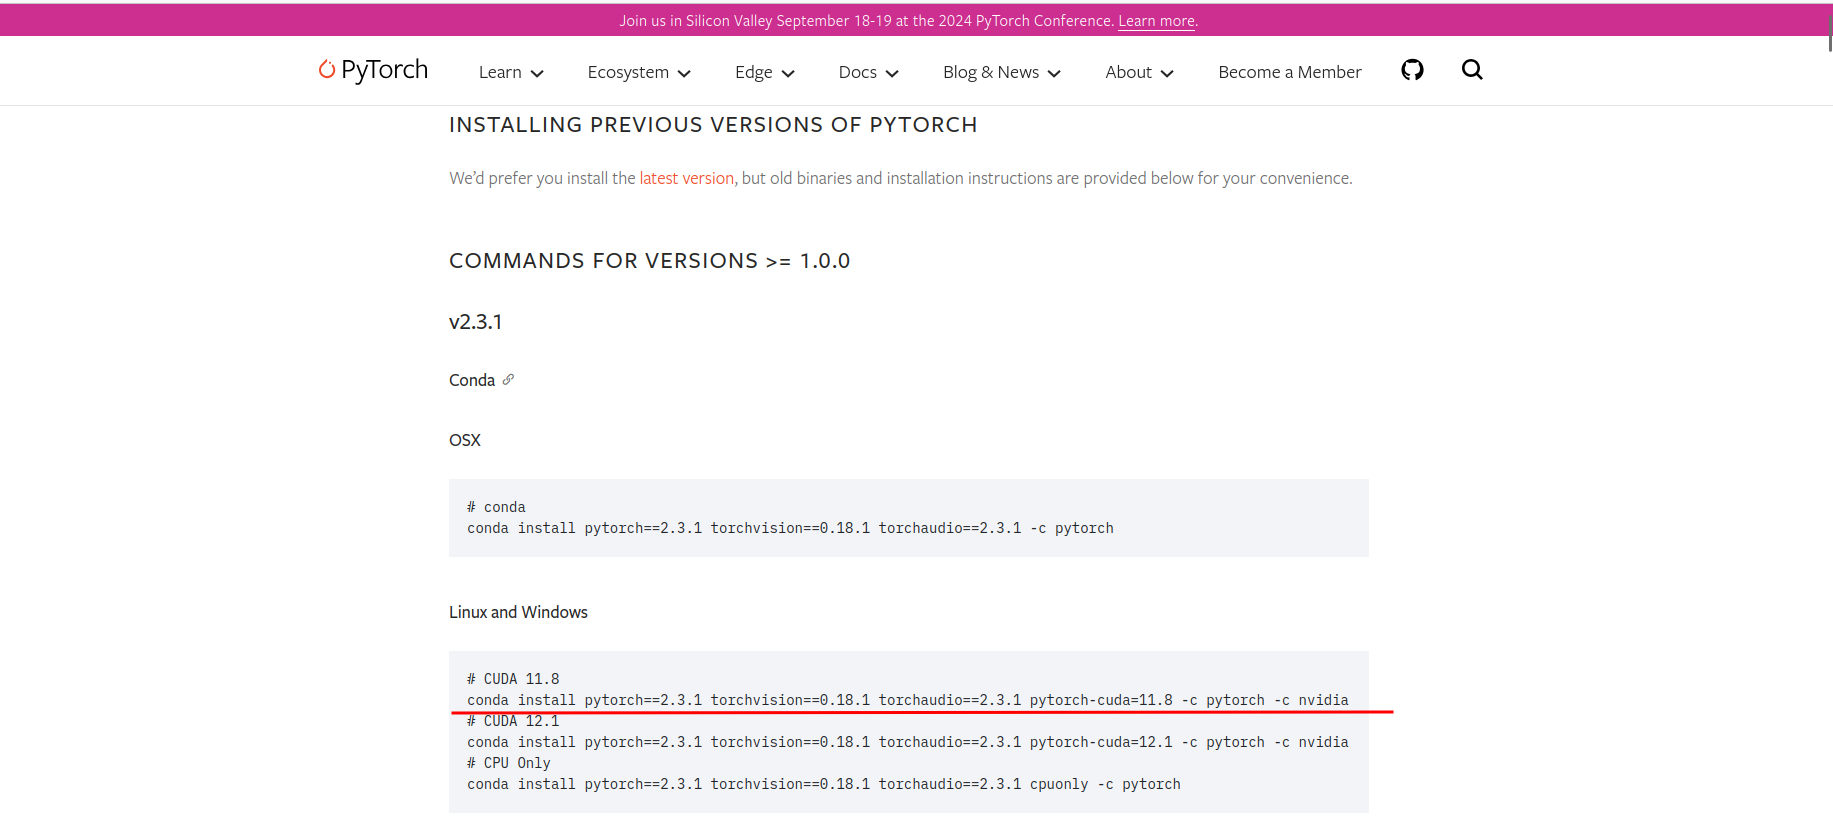 Join us in Silicon Valley September 18-19 at the 2024 PyTorch Conference. Learn more.
PyTorch Learn Ecosystem Edge Docs Blog & News About Become a Member
INSTALLING PREVIOUS VERSIONS OF PYTORCH
We’d prefer you install the latest version, but old binaries and installation instructions are provided below for your convenience.
COMMANDS FOR VERSIONS >= 1.0.0
v2.3.1
Conda
OSX
# conda
conda install pytorch==2.3.1 torchvision==0.18.1 torchaudio==2.3.1 -c pytorch
Linux and Windows
# CUDA 11.8
conda install pytorch==2.3.1 torchvision==0.18.1 torchaudio==2.3.1 pytorch-cuda=11.8 -c pytorch -c nvidia
# CUDA 12.1
conda install pytorch==2.3.1 torchvision==0.18.1 torchaudio==2.3.1 pytorch-cuda=12.1 -c pytorch -c nvidia
# CPU Only
conda install pytorch==2.3.1 torchvision==0.18.1 torchaudio==2.3.1 cpuonly -c pytorch